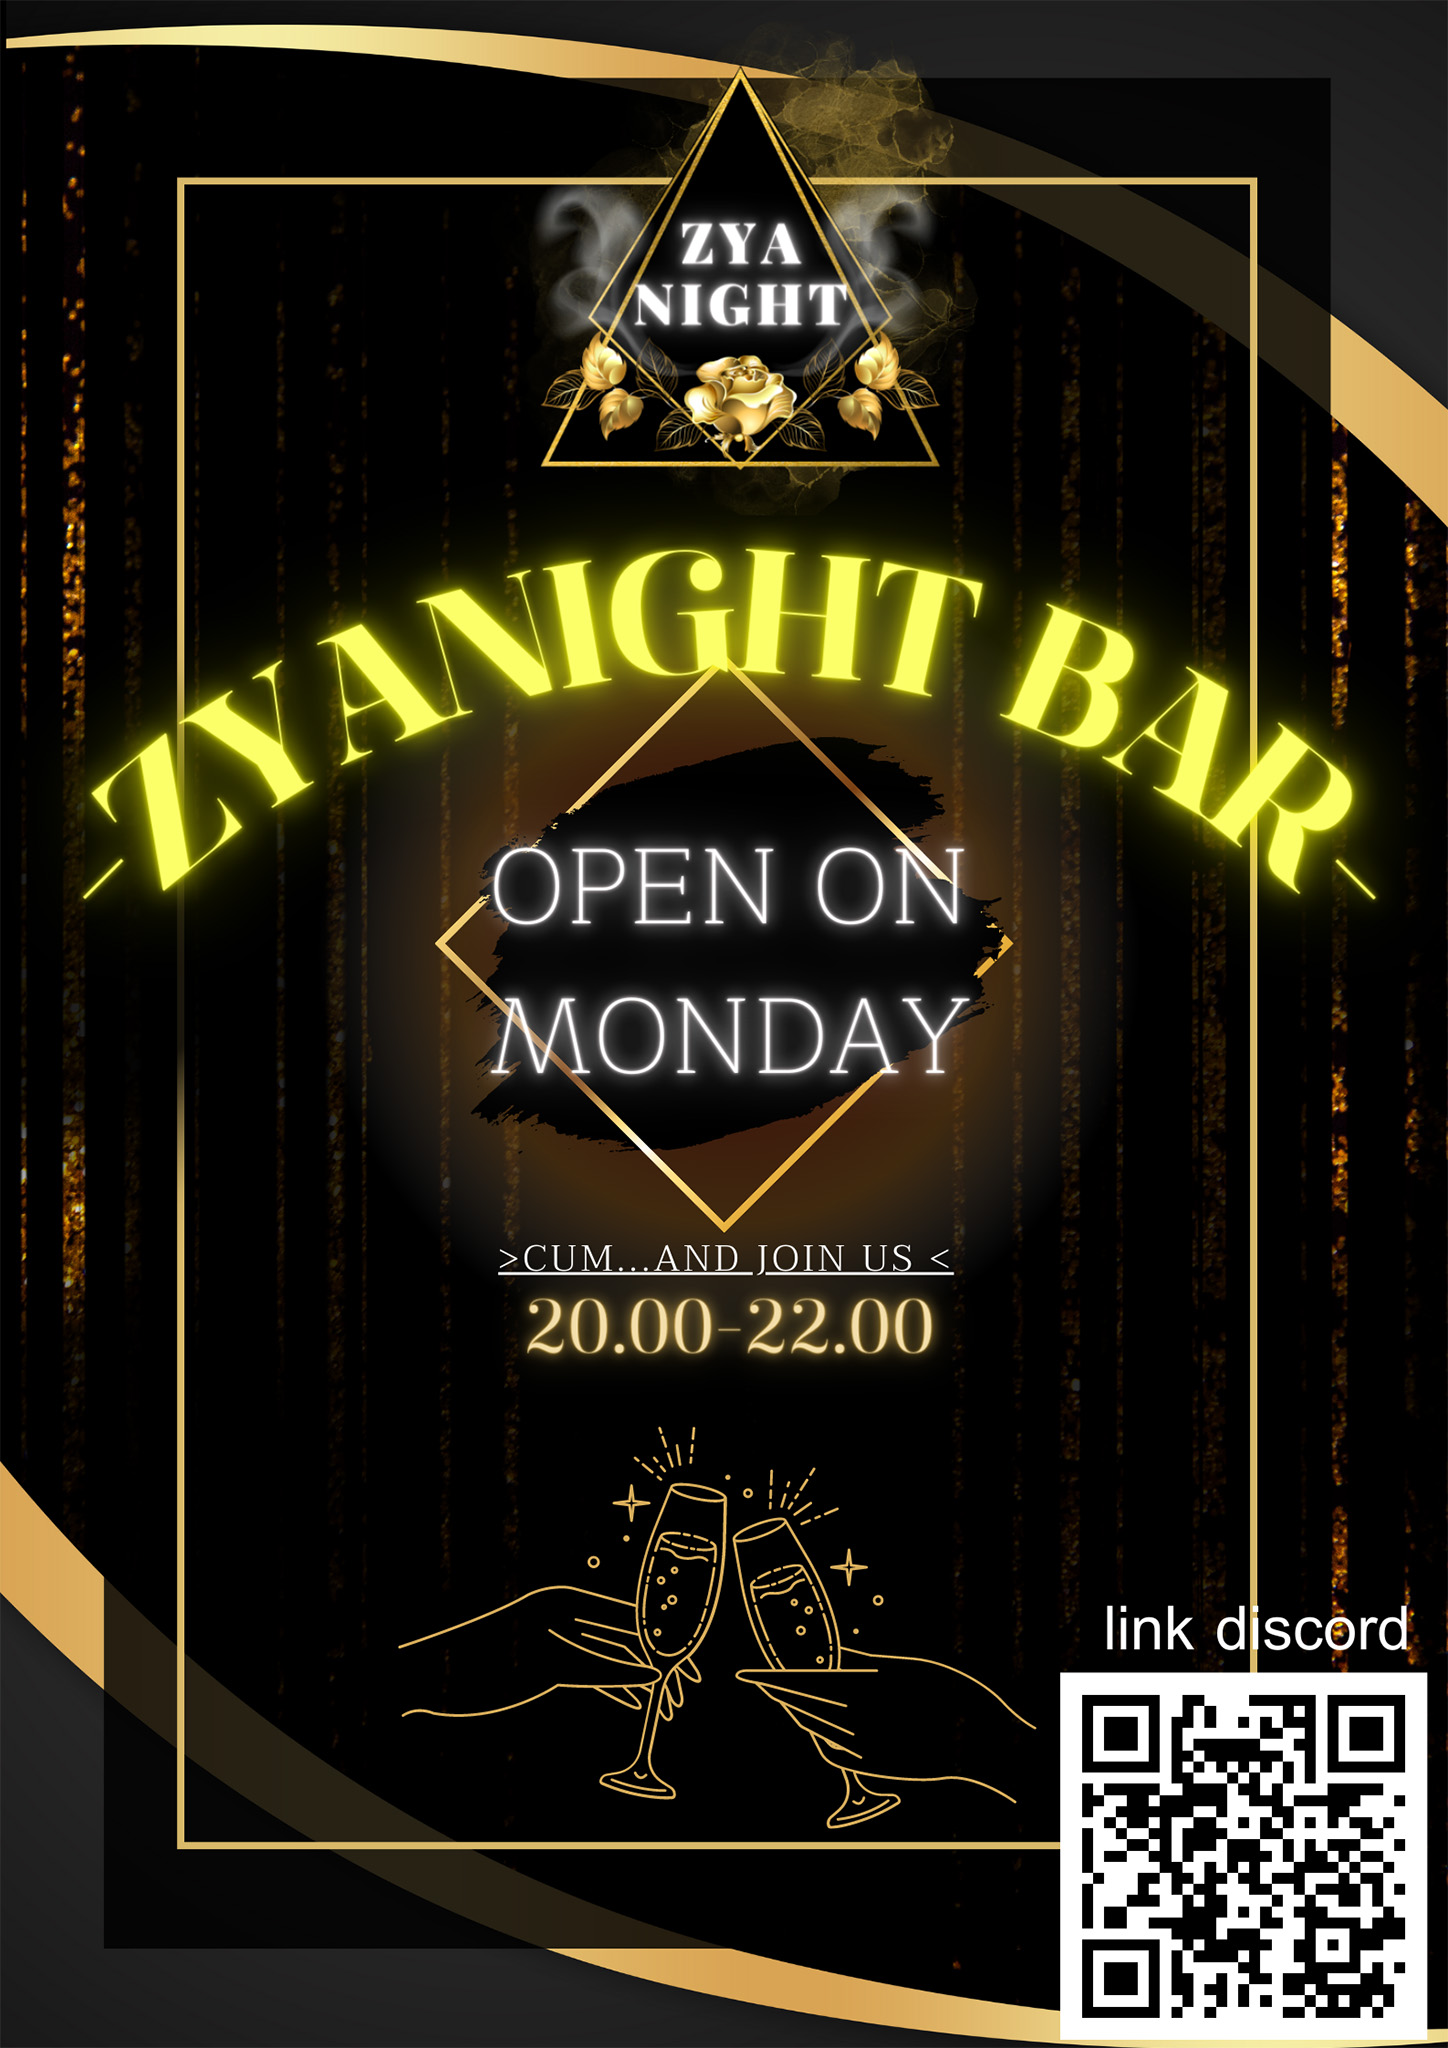 ZYA
NIGHT
-ZYANIGHT BAR-
OPEN ON
MONDAY
>CUM...AND JOIN US <
20.00-22.00
link discord